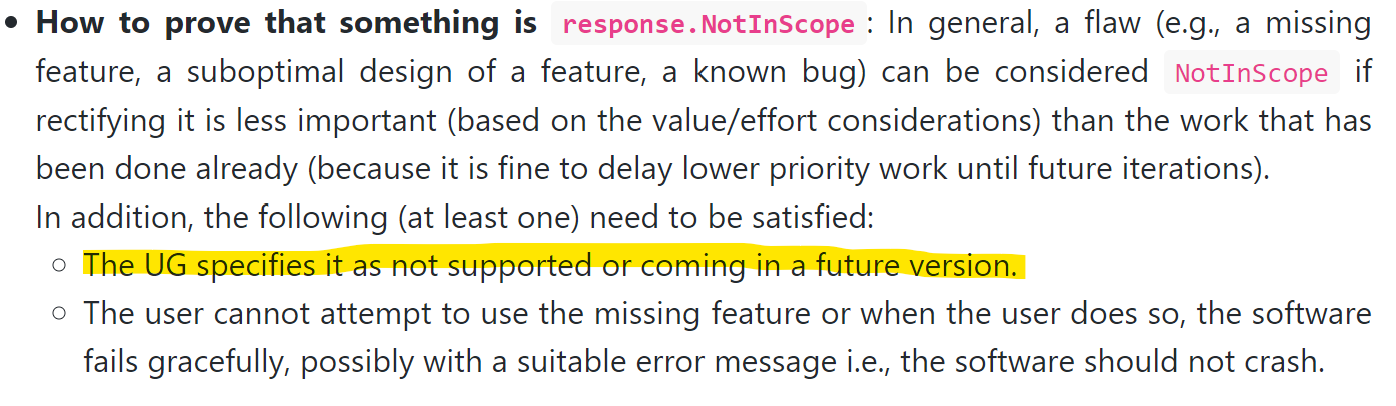 • How to prove that something is response.NotInScope: In general, a flaw (e.g., a missing
feature, a suboptimal design of a feature, a known bug) can be considered NotInScope if
rectifying it is less important (based on the value/effort considerations) than the work that has
been done already (because it is fine to delay lower priority work until future iterations).
In addition, the following (at least one) need to be satisfied:
○ The UG specifies it as not supported or coming in a future version.
○ The user cannot attempt to use the missing feature or when the user does so, the software
fails gracefully, possibly with a suitable error message i.e., the software should not crash.